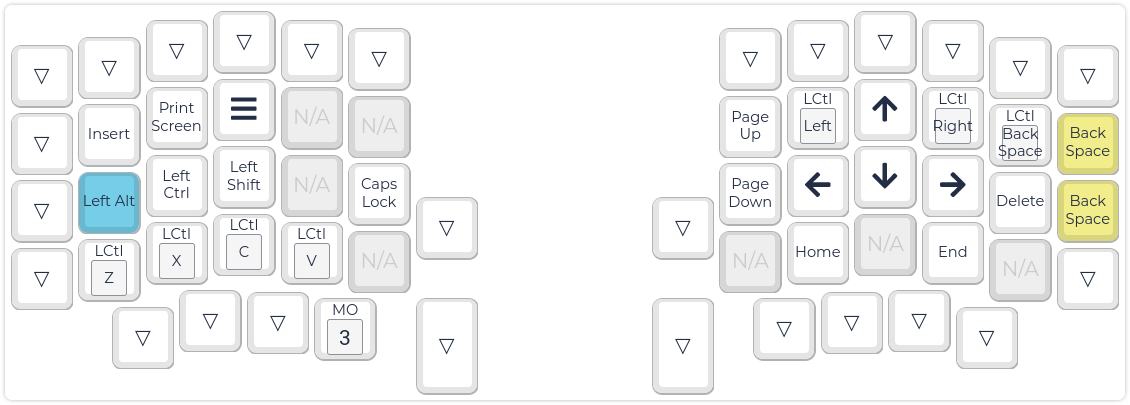 Insert
Print
Screen
N/A
N/A
Left Alt
Left
Ctrl
Left
Shift
N/A
Caps
Lock
LCtl
Z
LCtl
X
LCtl
C
LCtl
V
N/A
MO
3
Page
Up
LCtl
Left
LCtl
Right
LCtl
Back
Space
Back
Space
Page
Down
Delete
Back
Space
N/A
Home
N/A
End
N/A